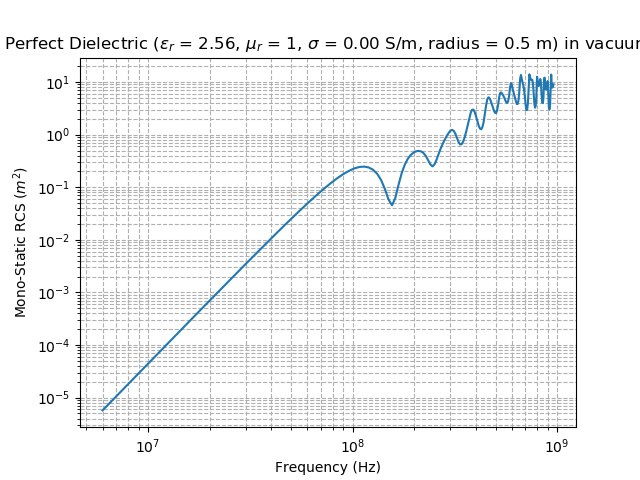 Perfect Dielectric (εᵣ = 2.56, μᵣ = 1, σ = 0.00 S/m, radius = 0.5 m) in vacuu
10¹
10⁰
10⁻¹
10⁻²
10⁻³
10⁻⁴
10⁻⁵
Mono-Static RCS (m²)
10⁷ 10⁸ 10⁹
Frequency (Hz)